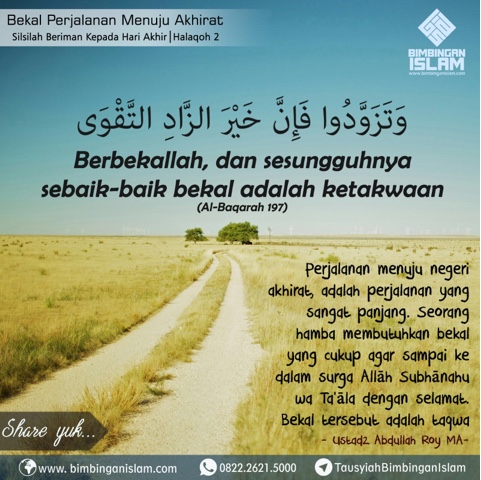 Bekal Perjalanan Menuju Akhirat
Silsilah Beriman Kepada Hari Akhir|Halaqoh 2
BIMBINGAN
ISLAM
www.bimbinganislam.com
وَتَزَوَّدُوا فَإِنَّ خَيْرَ الزَّادِ التَّقْوَى
Berbekallah, dan sesungguhnya
sebaik-baik bekal adalah ketakwaan
(Al-Baqarah 197)
Perjalanan menuju negeri
akhirat, adalah perjalanan yang
sangat panjang. Seorang
hamba membutuhkan bekal
yang cukup agar sampai ke
dalam surga Allāh Subhānahu
wa Ta'āla dengan selamat.
Bekal tersebut adalah taqwa
- Ustadz Abdullah Roy MA-
Share yuk...
www. bimbinganislam.com
0822.2621.5000
TausyiahBimbinganIslam